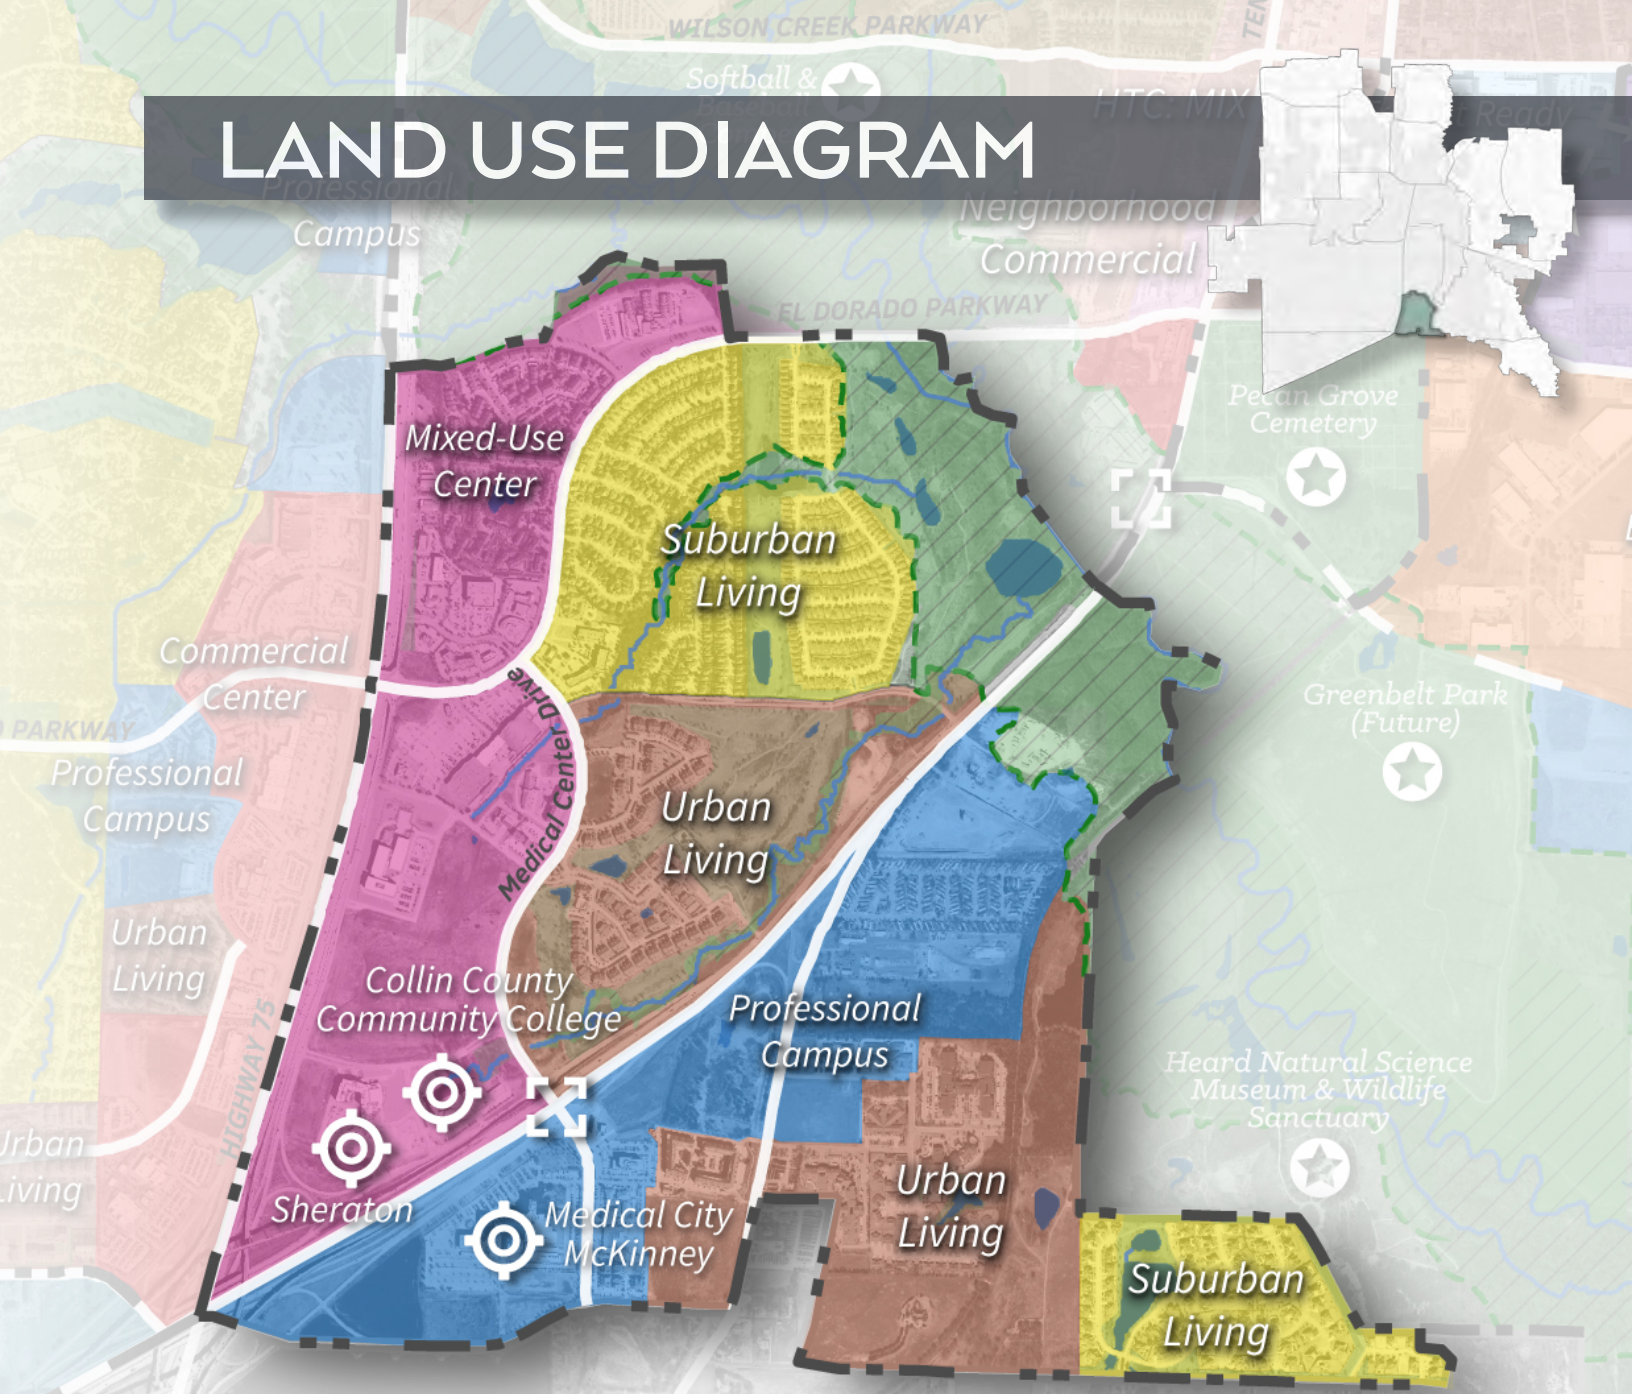 WILSON CREEK PARKWAY
TEN
Softball &
Baseball
HTC: MIX
Ready
LAND USE DIAGRAM
Professional
Campus
Neighborhood
Commercial
EL DORADO PARKWAY
Pecan Grove
Cemetery
Mixed-Use
Center
Suburban
Living
Commercial
Center
Medical Center Drive
Greenbelt Park
(Future)
O PARKWAY
Professional
Campus
Urban
Living
Urban
Living
Collin County
Community College
Professional
Campus
HIGHWAY 75
Heard Natural Science
Museum & Wildlife
Sanctuary
Urban
Living
Sheraton
Medical City
McKinney
Urban
Living
Suburban
Living